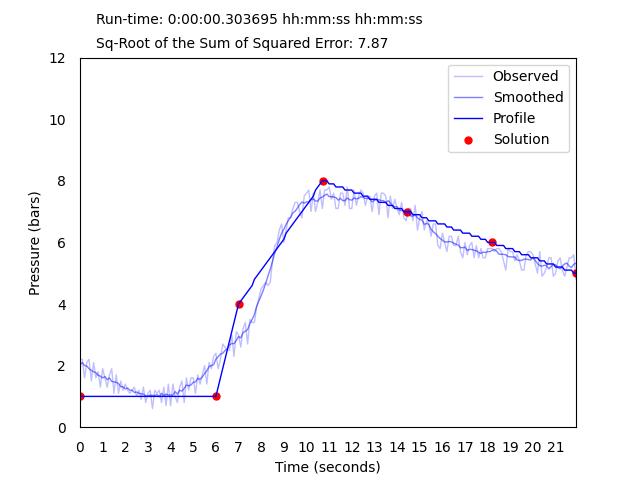 Run-time: 0:00:00.303695 hh:mm:ss hh:mm:ss
Sq-Root of the Sum of Squared Error: 7.87
Observed
Smoothed
Profile
Solution
Pressure (bars)
12
10
8
6
4
2
0
0 1 2 3 4 5 6 7 8 9 10 11 12 13 14 15 16 17 18 19 20 21
Time (seconds)